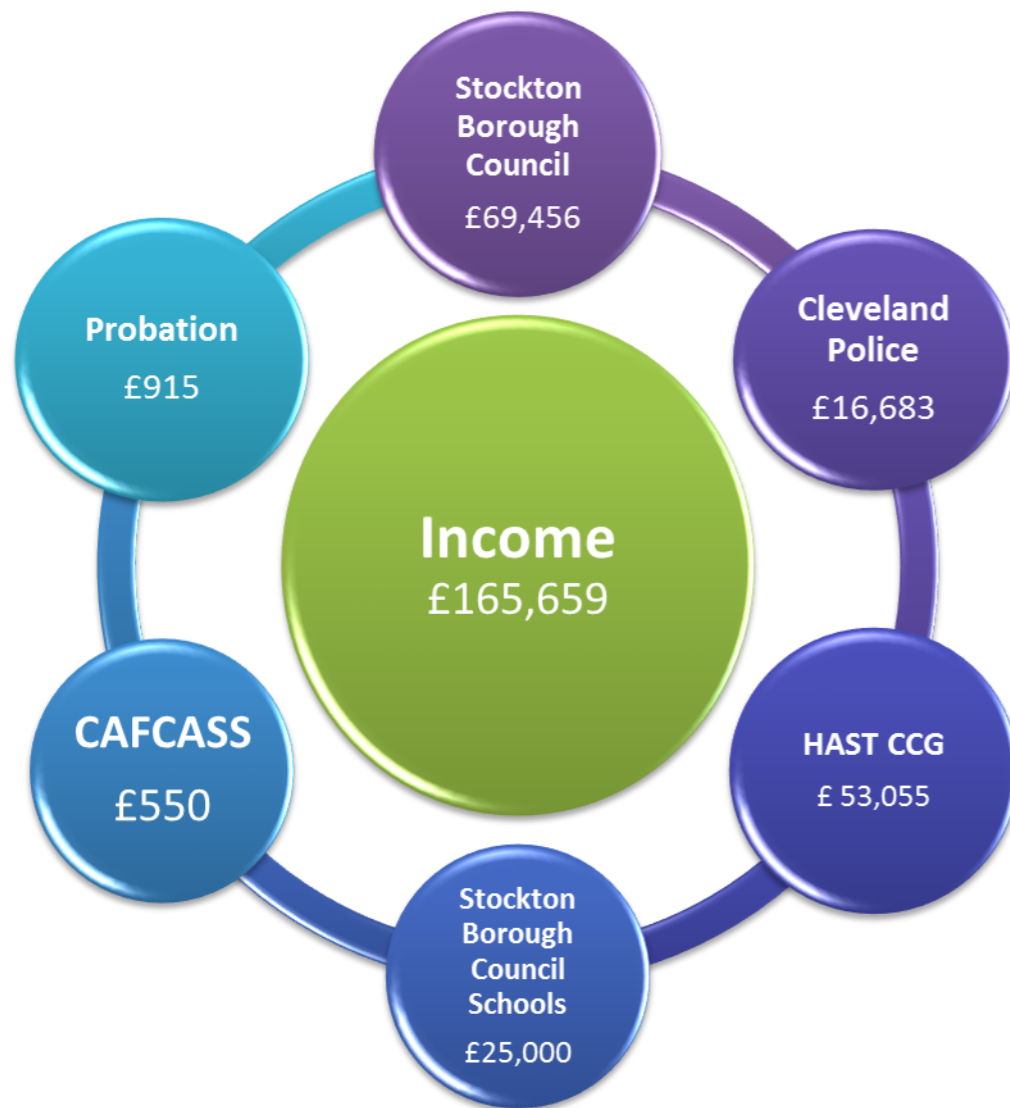 Stockton
Borough
Council
£69,456
Cleveland
Police
£16,683
HAST CCG
£ 53,055
Stockton
Borough
Council
Schools
£25,000
CAFCASS
£550
Probation
£915
Income
£165,659